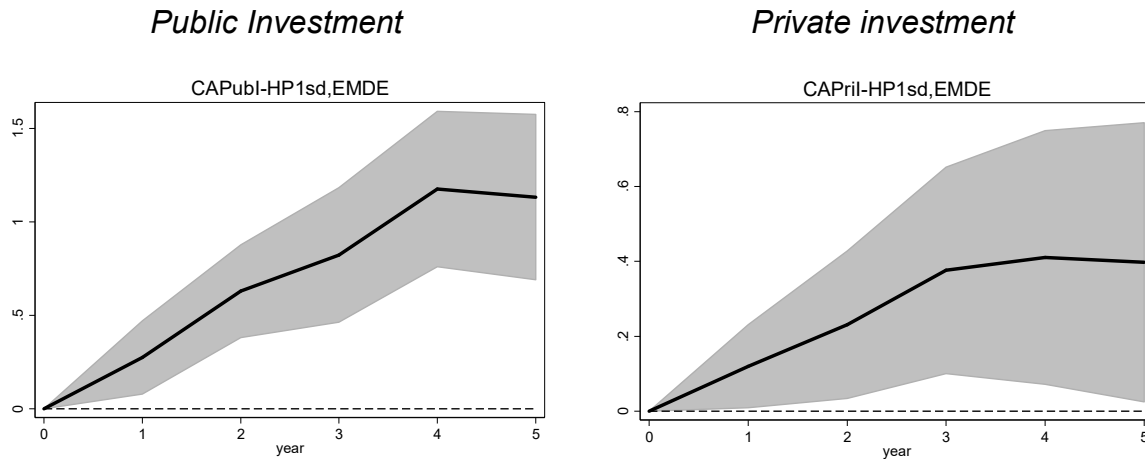 Public Investment
CAPubI-HP1sd,EMDE
1.5
1
.5
0
0 1 2 3 4 5
year
Private investment
CAPriI-HP1sd,EMDE
.8
.6
.4
.2
0
0 1 2 3 4 5
year